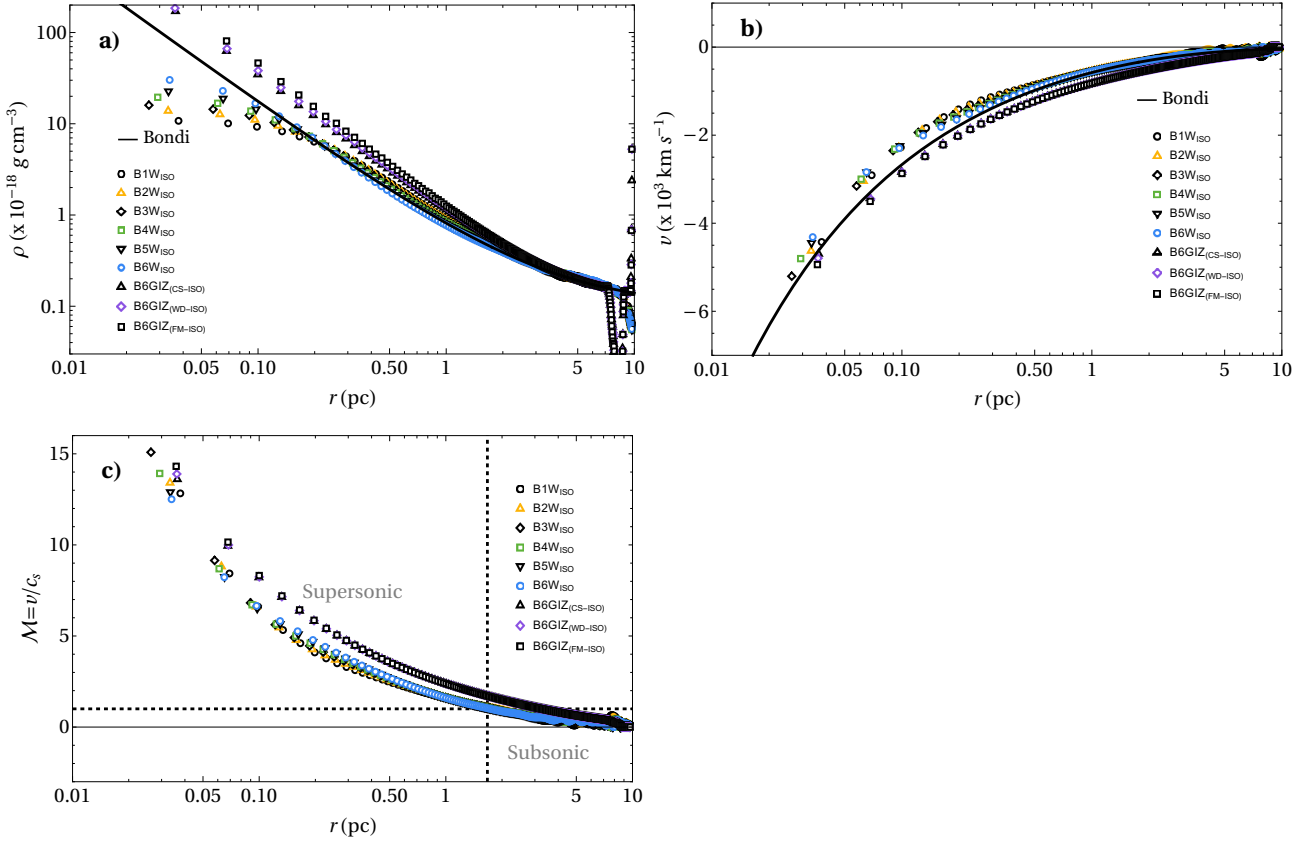 a)
ρ (x 10⁻¹⁸ g cm⁻³)
100
10
1
0.1
Bondi
B1W_ISO
B2W_ISO
B3W_ISO
B4W_ISO
B5W_ISO
B6W_ISO
B6GIZ_(CS–ISO)
B6GIZ_(WD–ISO)
B6GIZ_(FM–ISO)
0.01 0.05 0.10 0.50 1 5 10
r (pc)
b)
υ (x 10³ km s⁻¹)
0
−2
−4
−6
Bondi
B1W_ISO
B2W_ISO
B3W_ISO
B4W_ISO
B5W_ISO
B6W_ISO
B6GIZ_(CS–ISO)
B6GIZ_(WD–ISO)
B6GIZ_(FM–ISO)
0.01 0.05 0.10 0.50 1 5 10
r (pc)
c)
ℳ=υ/c_s
15
10
5
0
B1W_ISO
B2W_ISO
B3W_ISO
B4W_ISO
B5W_ISO
B6W_ISO
B6GIZ_(CS–ISO)
B6GIZ_(WD–ISO)
B6GIZ_(FM–ISO)
Supersonic
Subsonic
0.01 0.05 0.10 0.50 1 5 10
r (pc)